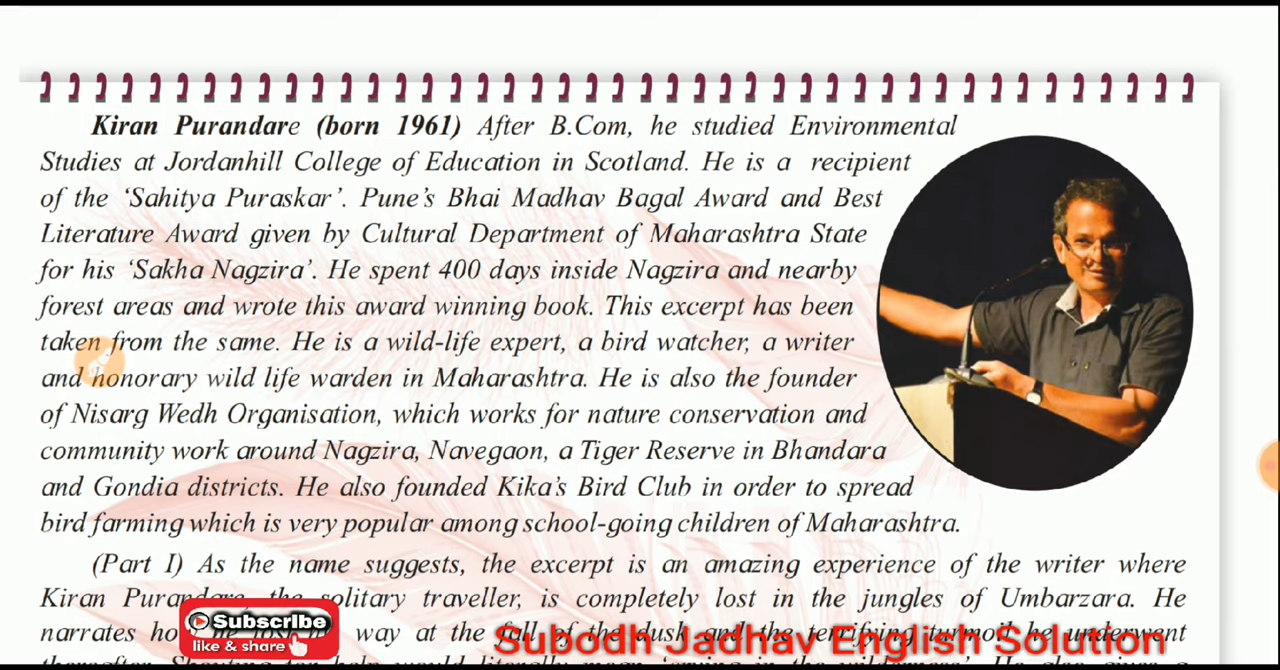 Kiran Purandare (born 1961) After B.Com, he studied Environmental
Studies at Jordanhill College of Education in Scotland. He is a recipient
of the ‘Sahitya Puraskar’. Pune’s Bhai Madhav Bagal Award and Best
Literature Award given by Cultural Department of Maharashtra State
for his ‘Sakha Nagzira’. He spent 400 days inside Nagzira and nearby
forest areas and wrote this award winning book. This excerpt has been
taken from the same. He is a wild-life expert, a bird watcher, a writer
and honorary wild life warden in Maharashtra. He is also the founder
of Nisarg Wedh Organisation, which works for nature conservation and
community work around Nagzira, Navegaon, a Tiger Reserve in Bhandara
and Gondia districts. He also founded Kika’s Bird Club in order to spread
bird farming which is very popular among school-going children of Maharashtra.
(Part I) As the name suggests, the excerpt is an amazing experience of the writer where
Kiran Purandare, the solitary traveller, is completely lost in the jungles of Umbarzara. He
narrates way at the fall of the dusk and the terrifying turmoil he underwent
Subscribe
like & share
Subodh Jadhav English Solution